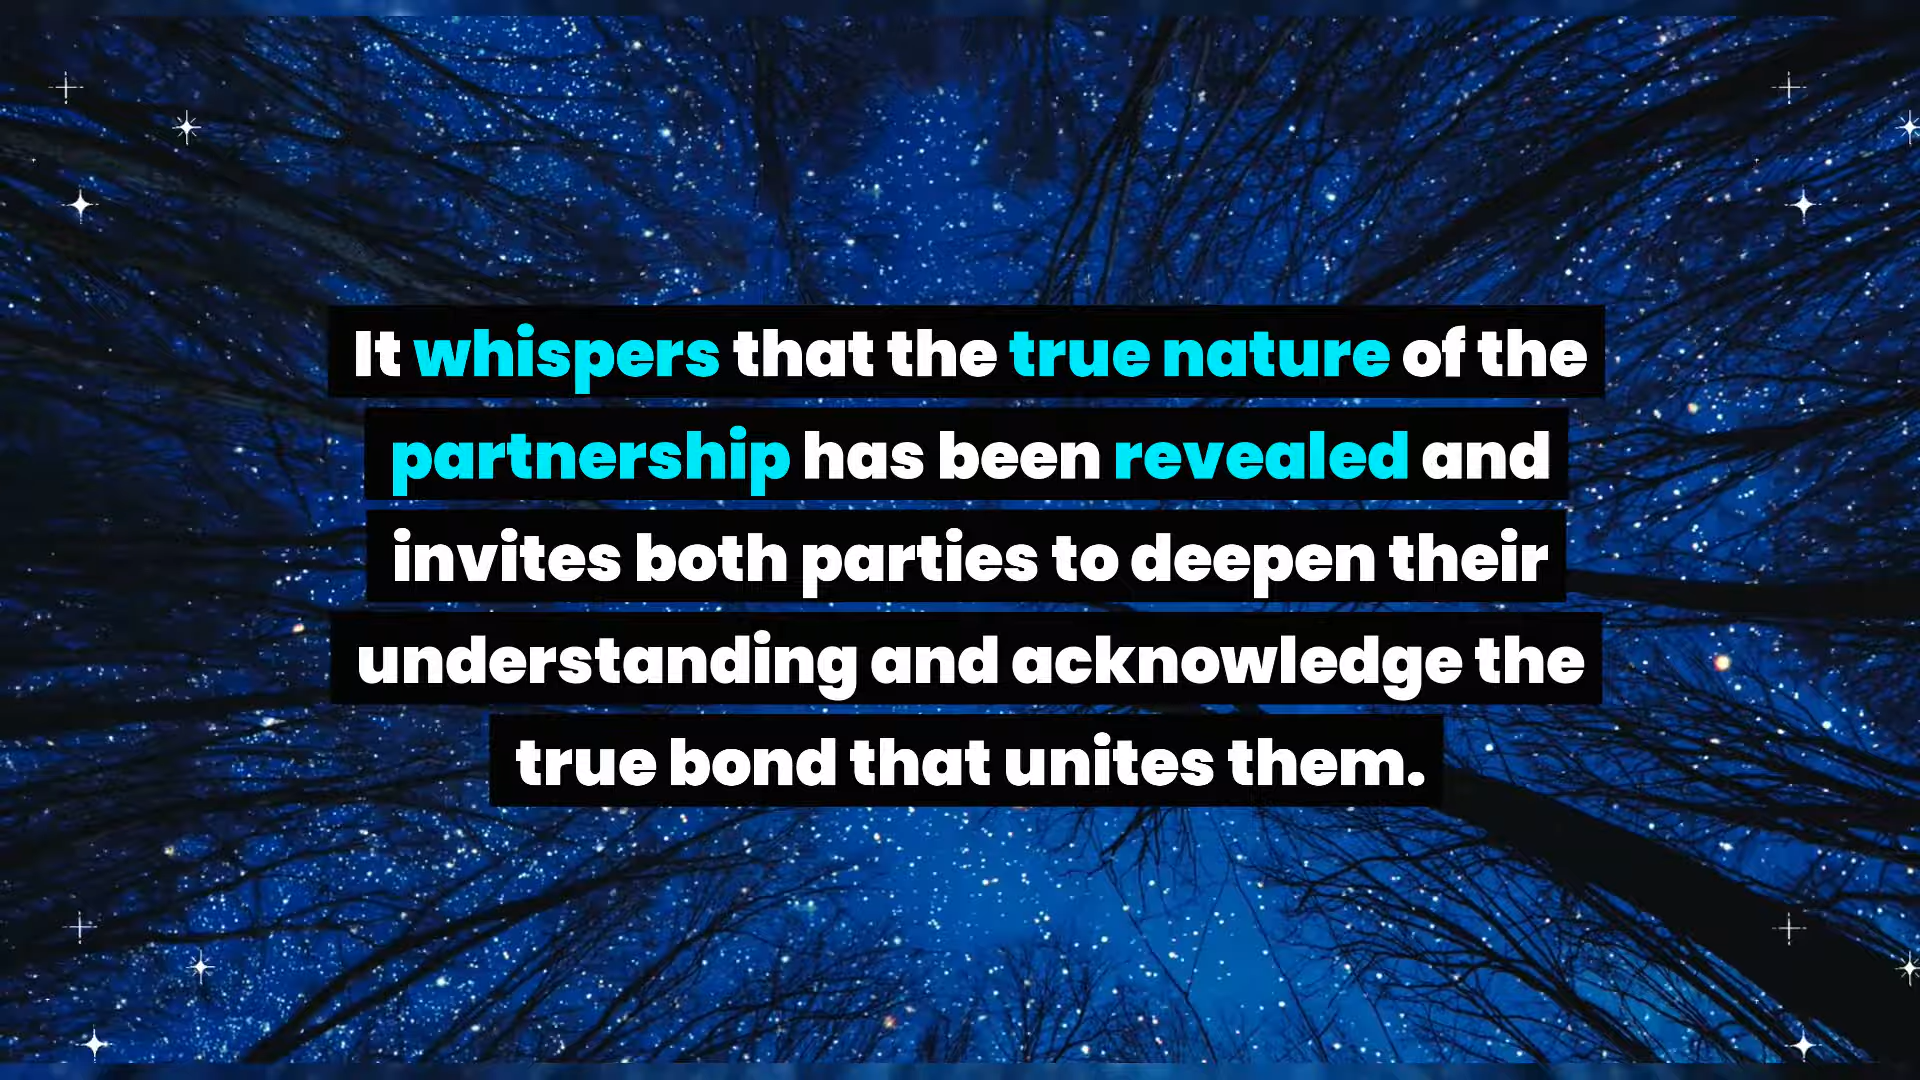 It whispers that the true nature of the
partnership has been revealed and
invites both parties to deepen their
understanding and acknowledge the
true bond that unites them.